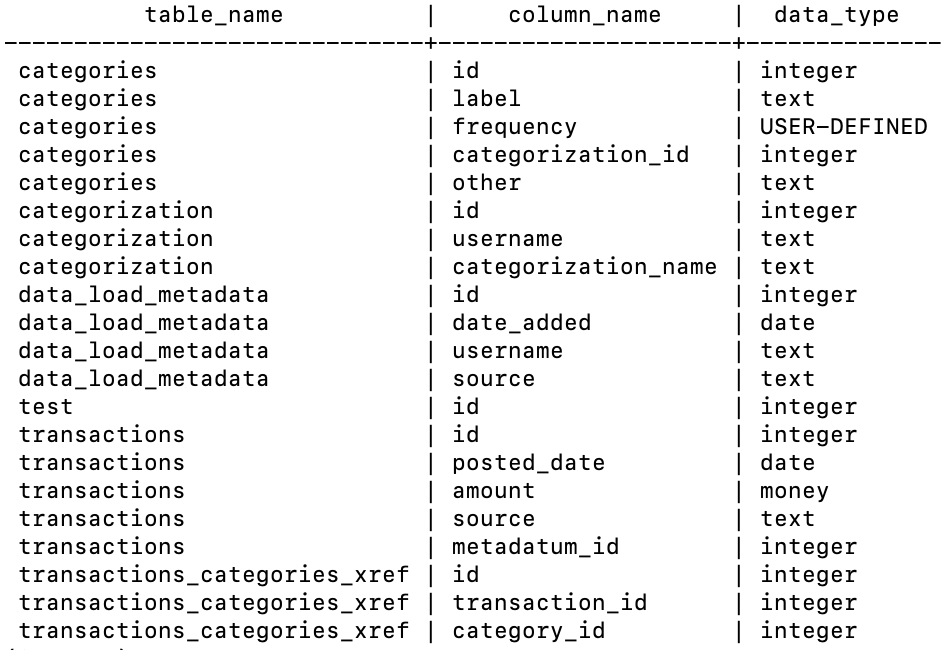 table_name | column_name | data_type
-------------------------------+----------------------+--------------
categories | id | integer
categories | label | text
categories | frequency | USER-DEFINED
categories | categorization_id | integer
categories | other | text
categorization | id | integer
categorization | username | text
categorization | categorization_name | text
data_load_metadata | id | integer
data_load_metadata | date_added | date
data_load_metadata | username | text
data_load_metadata | source | text
test | id | integer
transactions | id | integer
transactions | posted_date | date
transactions | amount | money
transactions | source | text
transactions | metadatum_id | integer
transactions_categories_xref | id | integer
transactions_categories_xref | transaction_id | integer
transactions_categories_xref | category_id | integer